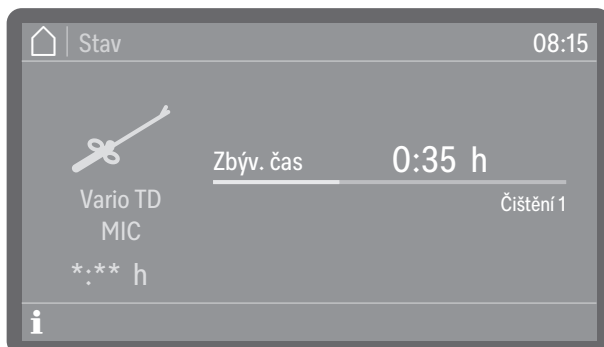 Stav 08:15
Zbýv. čas 0:35 h
Čištění 1
Vario TD
MIC
*:** h
i